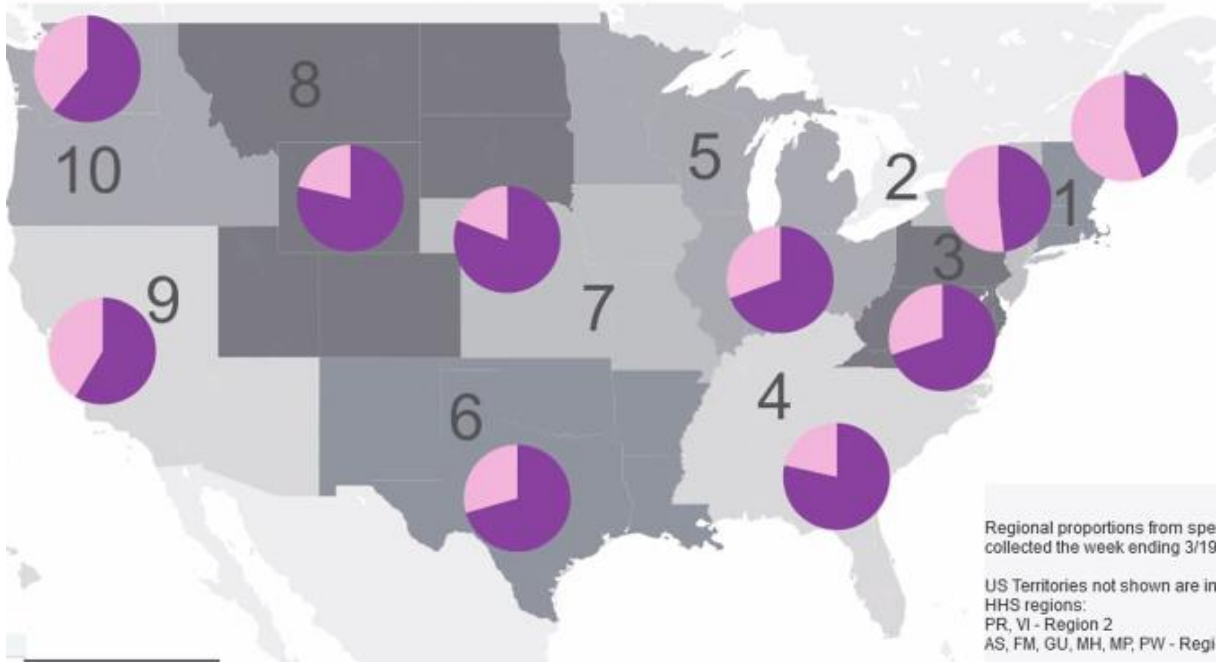 8
10
5
2
1
3
9
7
6
4
Regional proportions from spe
collected the week ending 3/19
US Territories not shown are in
HHS regions:
PR, VI - Region 2
AS, FM, GU, MH, MP, PW - Regi